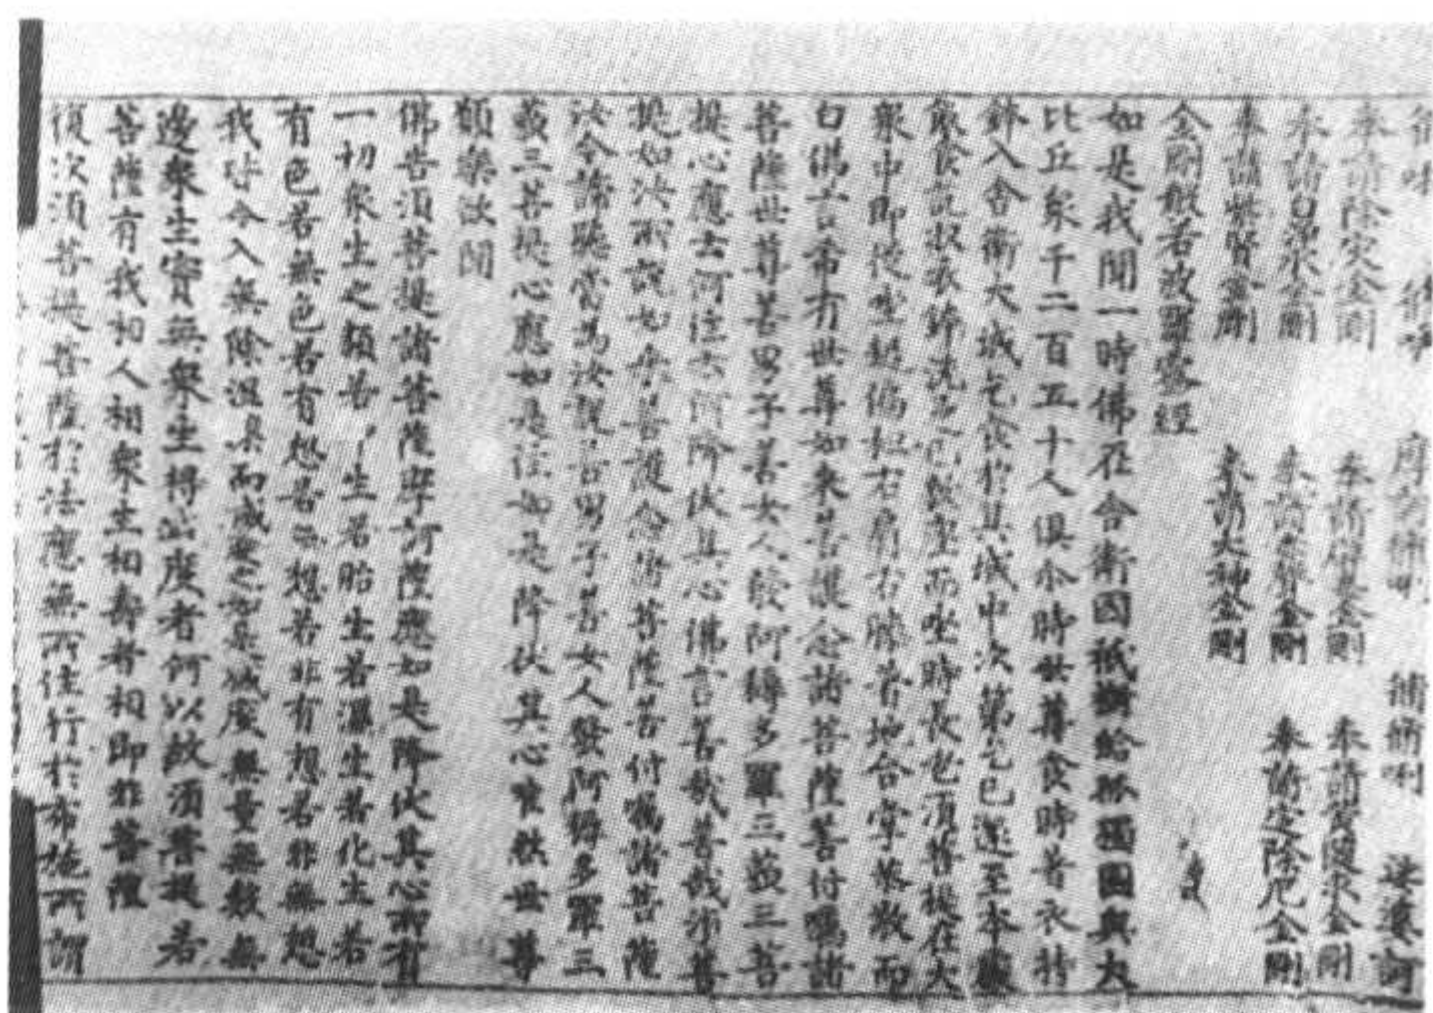 脩唎 脩唎 摩訶脩唎 脩脩唎 娑婆訶
奉請除灾金剛 奉請辟毒金剛 奉請黃隨求金剛
奉請白淨水金剛 奉請赤聲金剛 奉請定除厄金剛
奉請紫賢金剛 奉請大神金剛
金剛般若波羅蜜經
如是我聞一時佛在舍衛國祇樹給孤獨園與大
比丘衆千二百五十人俱尒時世尊食時著衣持
鉢入舍衛大城乞食於其城中次第乞已還至本處
飯食訖收衣鉢洗足已敷座而坐時長老須菩提在大
衆中即從座起偏袒右肩右膝著地合掌恭敬而
白佛言希有世尊如來善護念諸菩薩善付囑諸
菩薩世尊善男子善女人發阿耨多羅三藐三菩
提心應云何住云何降伏其心佛言善哉善哉須菩
提如汝所說如來善護念諸菩薩善付囑諸菩薩
汝今諦聽當為汝說善男子善女人發阿耨多羅三
藐三菩提心應如是住如是降伏其心唯然世尊
願樂欲聞
佛告須菩提諸菩薩摩訶薩應如是降伏其心所有
一切衆生之類若 生若胎生若濕生若化生若
有色若無色若有想若無想若非有想若非無想
我皆令入無餘涅槃而滅度之如是滅度無量無數無
邊衆生實無衆生得滅度者何以故須菩提若
菩薩有我相人相衆生相壽者相即非菩薩
復次須菩提菩薩於法應無所住行於布施所謂